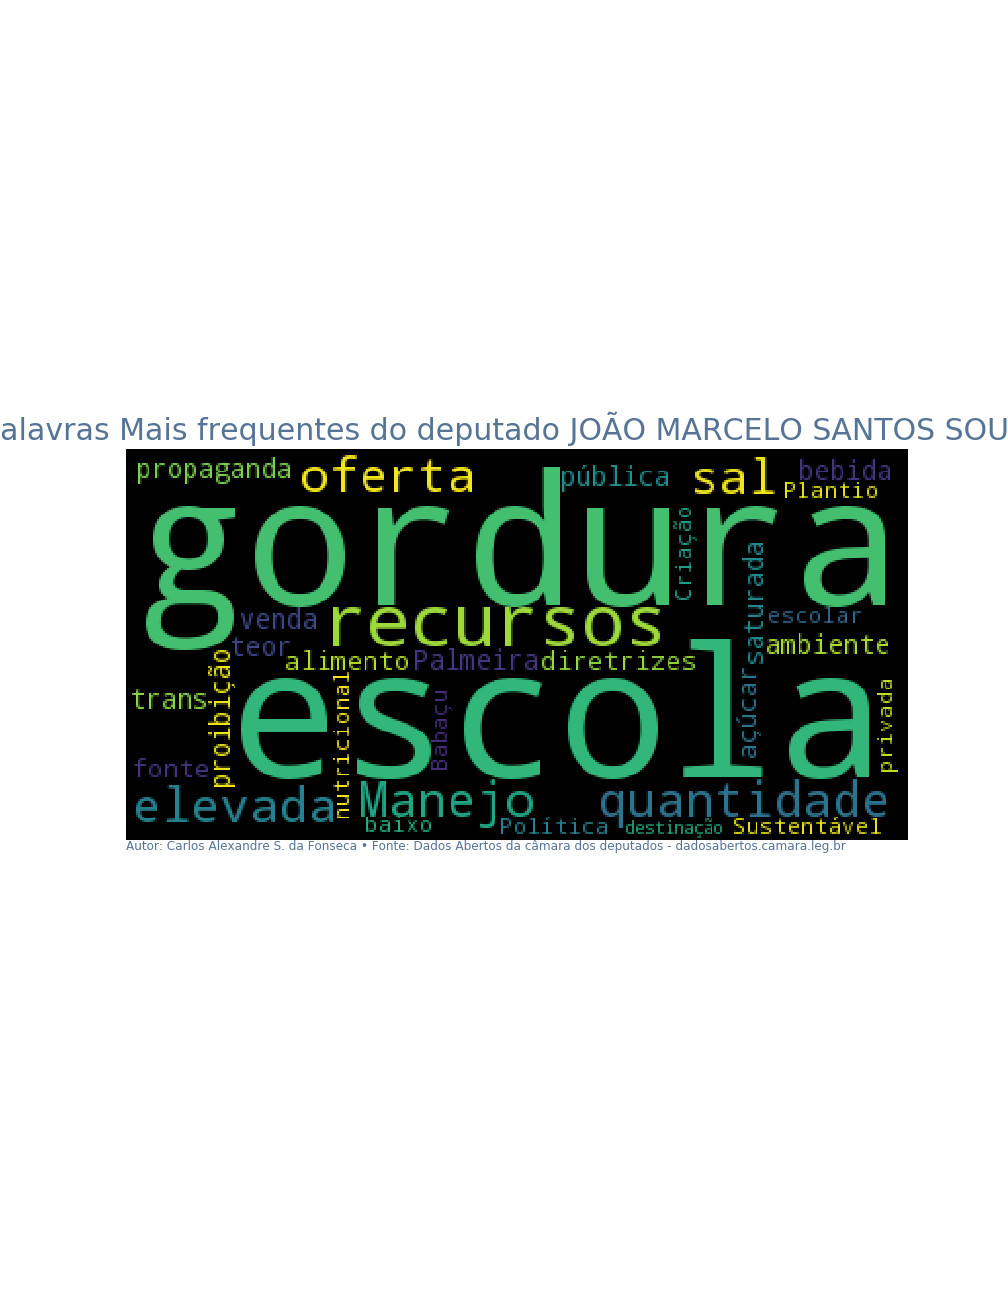 alavras Mais frequentes do deputado JOÃO MARCELO SANTOS SOU
propaganda
oferta
pública
sal
bebida
Plantio
gordura
Criação
saturada
venda
recursos
escolar
teor
alimento
Palmeira
diretrizes
ambiente
proibição
trans
nutricional
escola
Babaçu
açúcar
privada
fonte
elevada
Manejo
quantidade
baixo
Política
destinação
Sustentável
Autor: Carlos Alexandre S. da Fonseca • Fonte: Dados Abertos da câmara dos deputados - dadosabertos.camara.leg.br